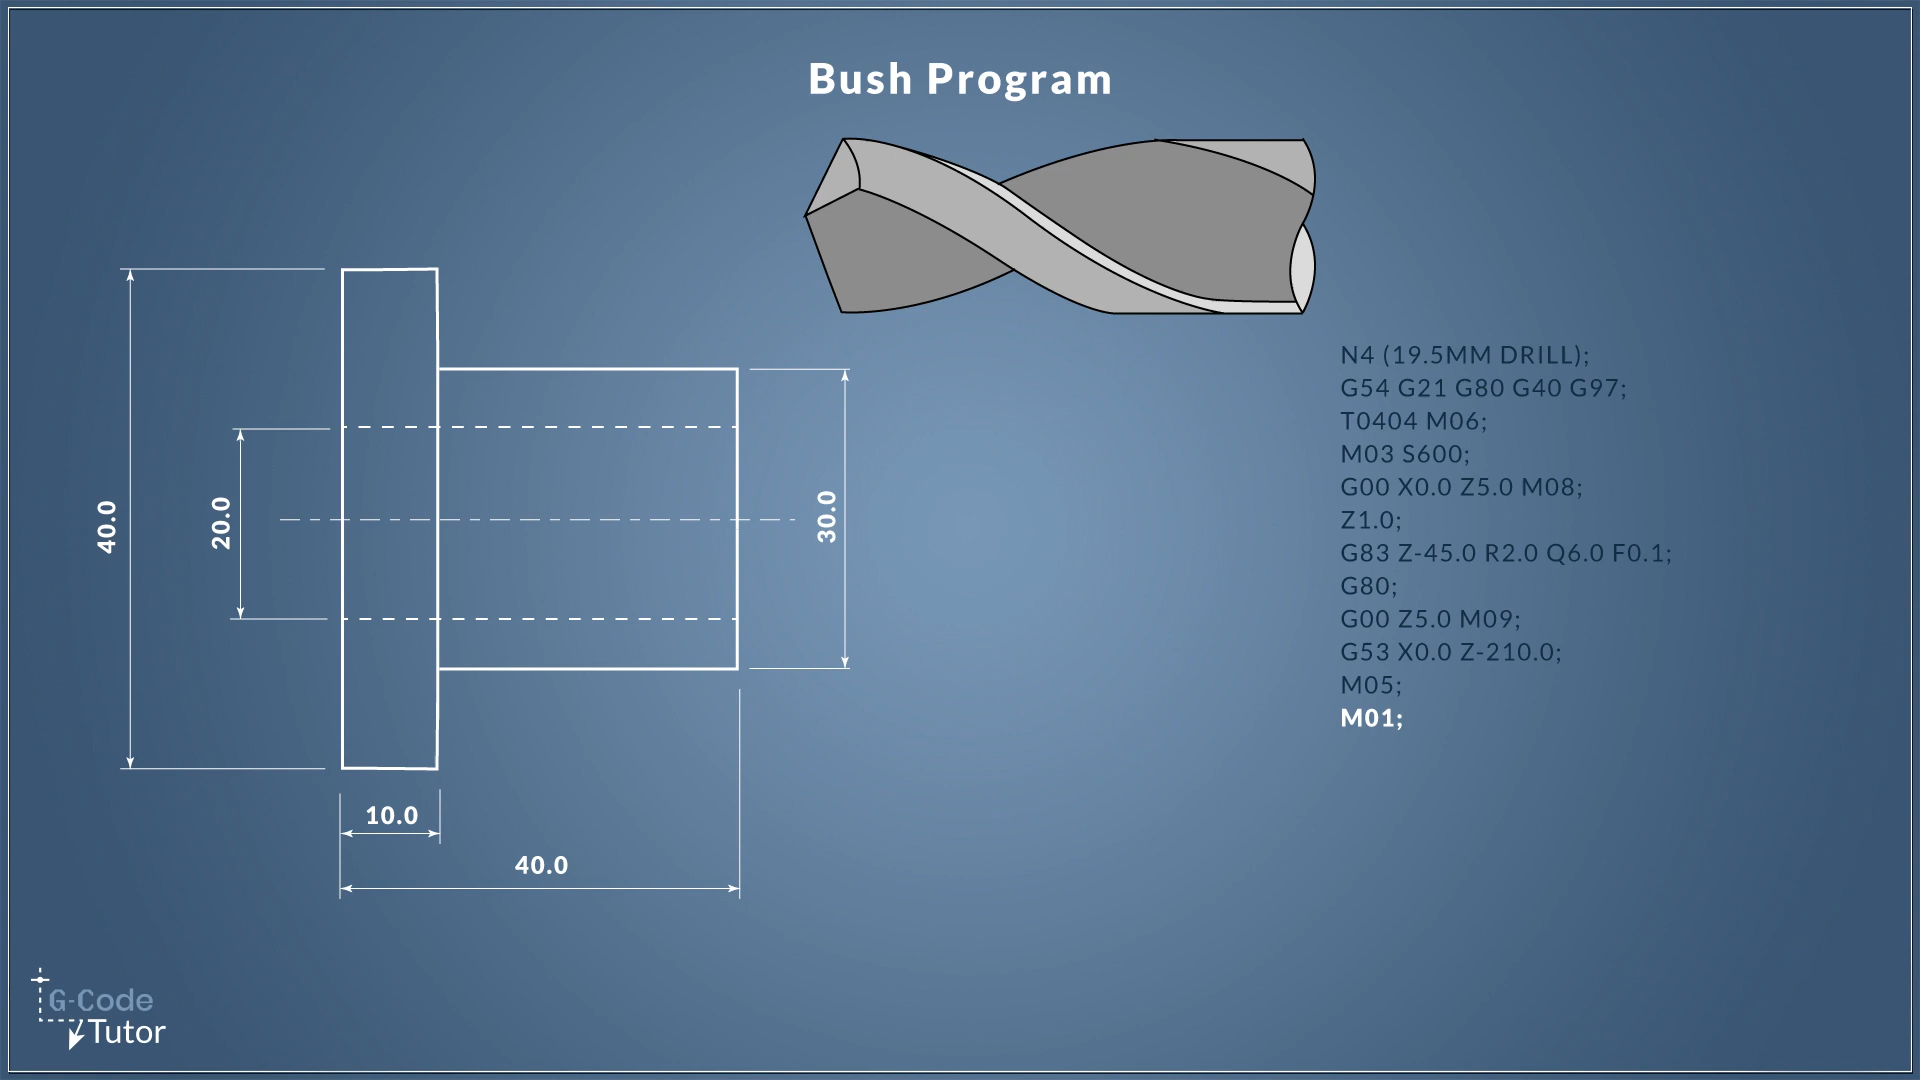 Bush Program
N4 (19.5MM DRILL);
G54 G21 G80 G40 G97;
T0404 M06;
M03 S600;
G00 X0.0 Z5.0 M08;
Z1.0;
G83 Z-45.0 R2.0 Q6.0 F0.1;
G80;
G00 Z5.0 M09;
G53 X0.0 Z-210.0;
M05;
M01;
40.0
20.0
30.0
10.0
40.0
G-Code
Tutor